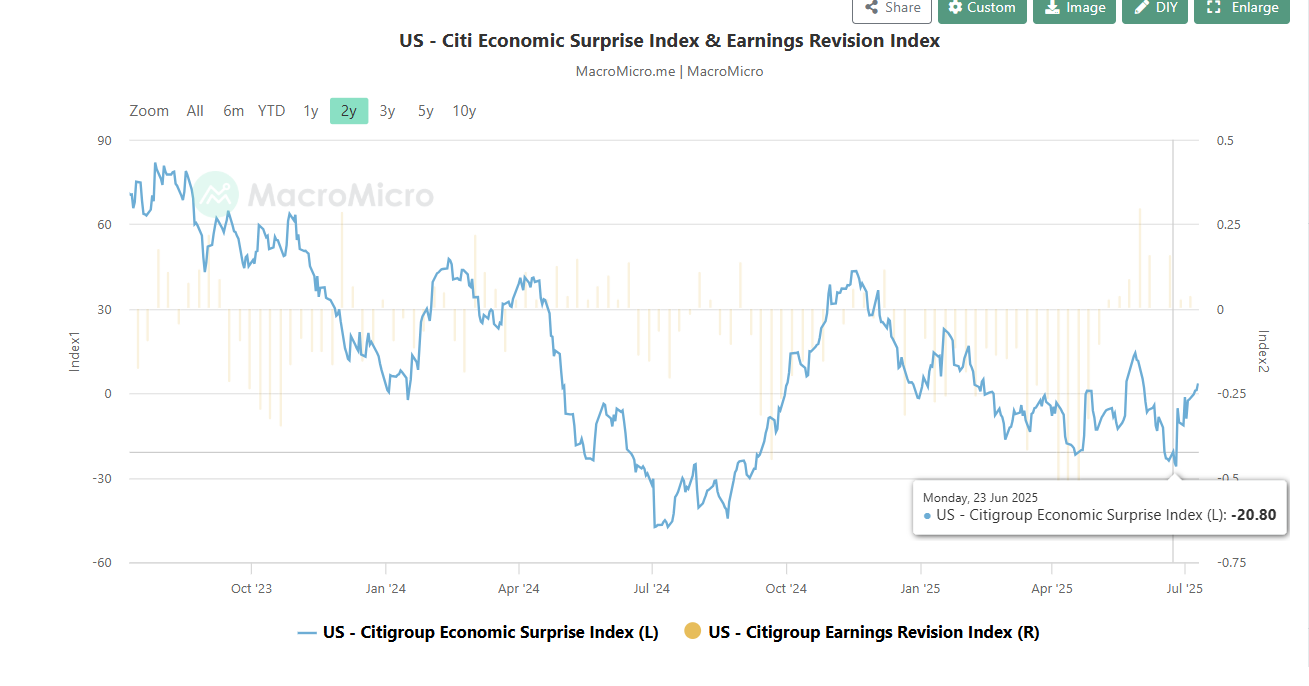 Share Custom Image DIY Enlarge
US - Citi Economic Surprise Index & Earnings Revision Index
MacroMicro.me | MacroMicro
Zoom All 6m YTD 1y 2y 3y 5y 10y
MacroMicro
90 0.5
60 0.25
30 0
Index1 Index2
0 -0.25
-30 -0.5
Monday, 23 Jun 2025
US - Citigroup Economic Surprise Index (L): -20.80
-60 -0.75
Oct '23 Jan '24 Apr '24 Jul '24 Oct '24 Jan '25 Apr '25 Jul '25
US - Citigroup Economic Surprise Index (L) US - Citigroup Earnings Revision Index (R)